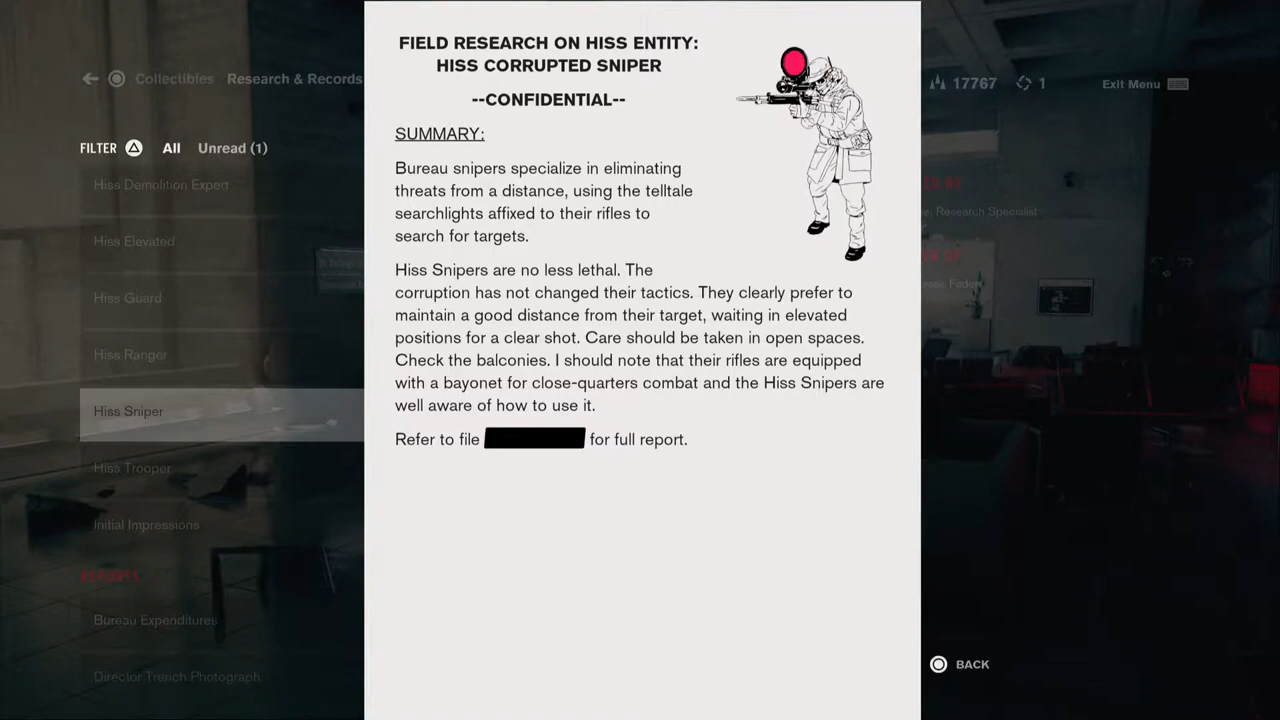 FIELD RESEARCH ON HISS ENTITY:
HISS CORRUPTED SNIPER
--CONFIDENTIAL--
SUMMARY:
Bureau snipers specialize in eliminating
threats from a distance, using the telltale
searchlights affixed to their rifles to
search for targets.
Hiss Snipers are no less lethal. The
corruption has not changed their tactics. They clearly prefer to
maintain a good distance from their target, waiting in elevated
positions for a clear shot. Care should be taken in open spaces.
Check the balconies. I should note that their rifles are equipped
with a bayonet for close-quarters combat and the Hiss Snipers are
well aware of how to use it.
Refer to file for full report.
Collectibles Research & Records
FILTER All Unread (1)
Hiss Demolition Expert
Hiss Elevated
Hiss Guard
Hiss Ranger
Hiss Sniper
Hiss Trooper
Initial Impressions
REPORTS
Bureau Expenditures
Director Trench Photograph
17767 1 Exit Menu
BY
Research Specialist
OF
Faden
BACK